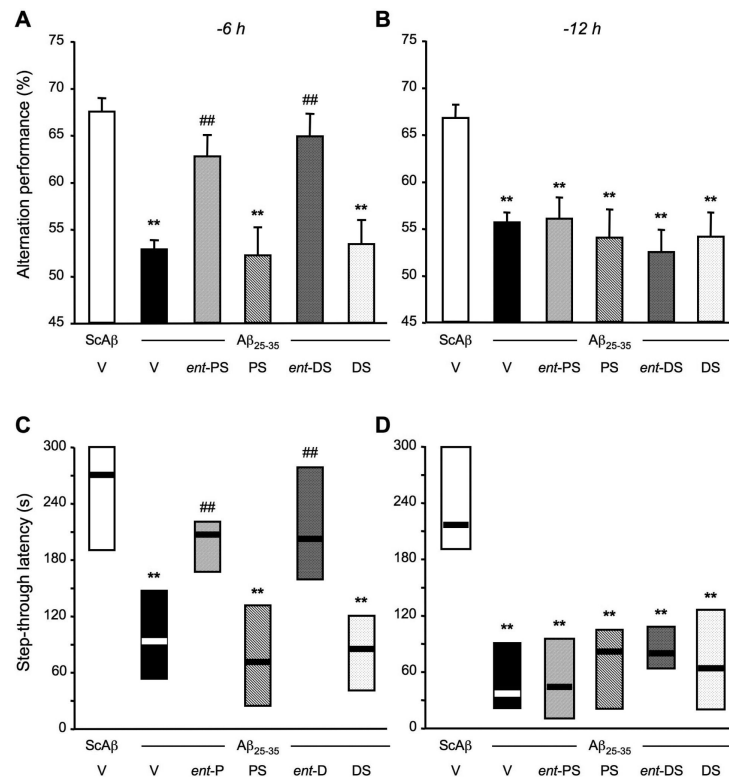 A
-6 h
B
-12 h
Alternation performance (%)
75
70
65
60
55
50
45
**
##
**
##
**
75
70
65
60
55
50
45
**
**
**
**
**
ScAβ
Aβ25-35
ScAβ
Aβ25-35
V
V
ent-PS
PS
ent-DS
DS
V
V
ent-PS
PS
ent-DS
DS
C
D
Step-through latency (s)
300
240
180
120
60
0
**
##
**
##
**
300
240
180
120
60
0
**
**
**
**
**
ScAβ
Aβ25-35
ScAβ
Aβ25-35
V
V
ent-P
PS
ent-D
DS
V
V
ent-PS
PS
ent-DS
DS